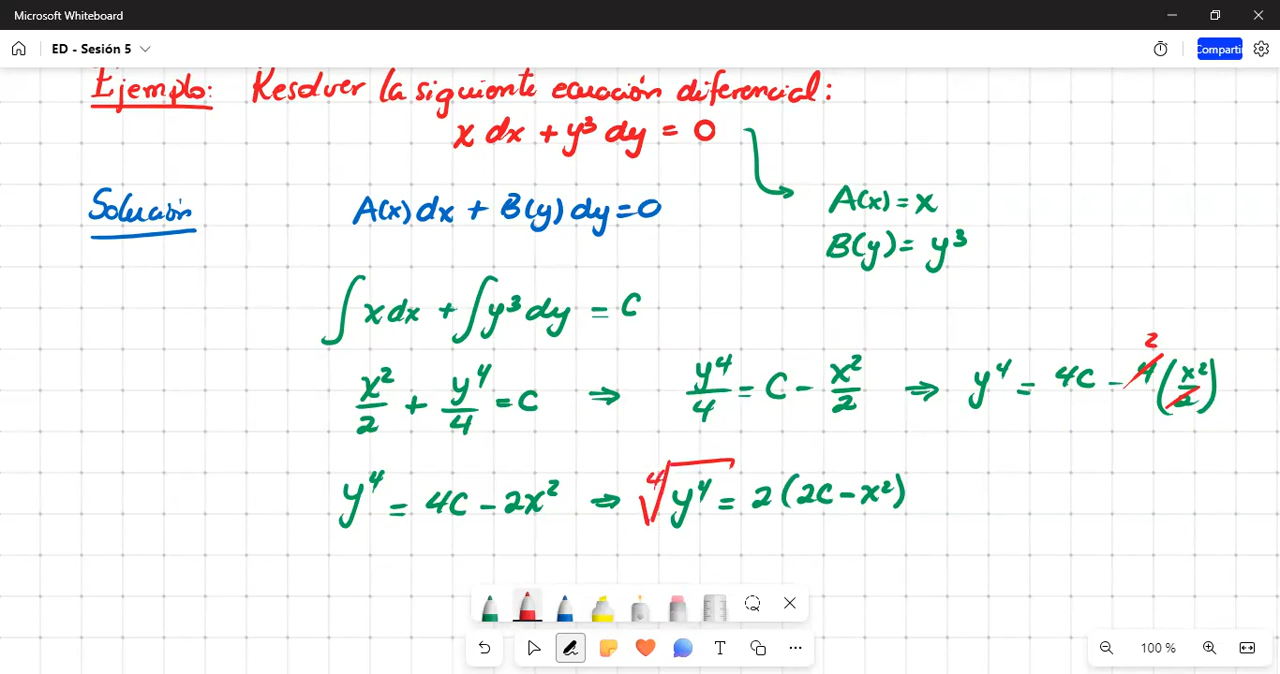 Microsoft Whiteboard
ED - Sesión 5
Compartir
Ejemplo: Resolver la siguiente ecuación diferencial:
x dx + y³ dy = 0
Solución
A(x) dx + B(y) dy = 0
A(x) = x
B(y) = y³
∫ x dx + ∫ y³ dy = C
x²/2 + y⁴/4 = C ⇒ y⁴/4 = C - x²/2 ⇒ y⁴ = 4C - 4 2 (x²/2)
y⁴ = 4C - 2x² ⇒ ∜y⁴ = 2(2C - x²)
T
100 %